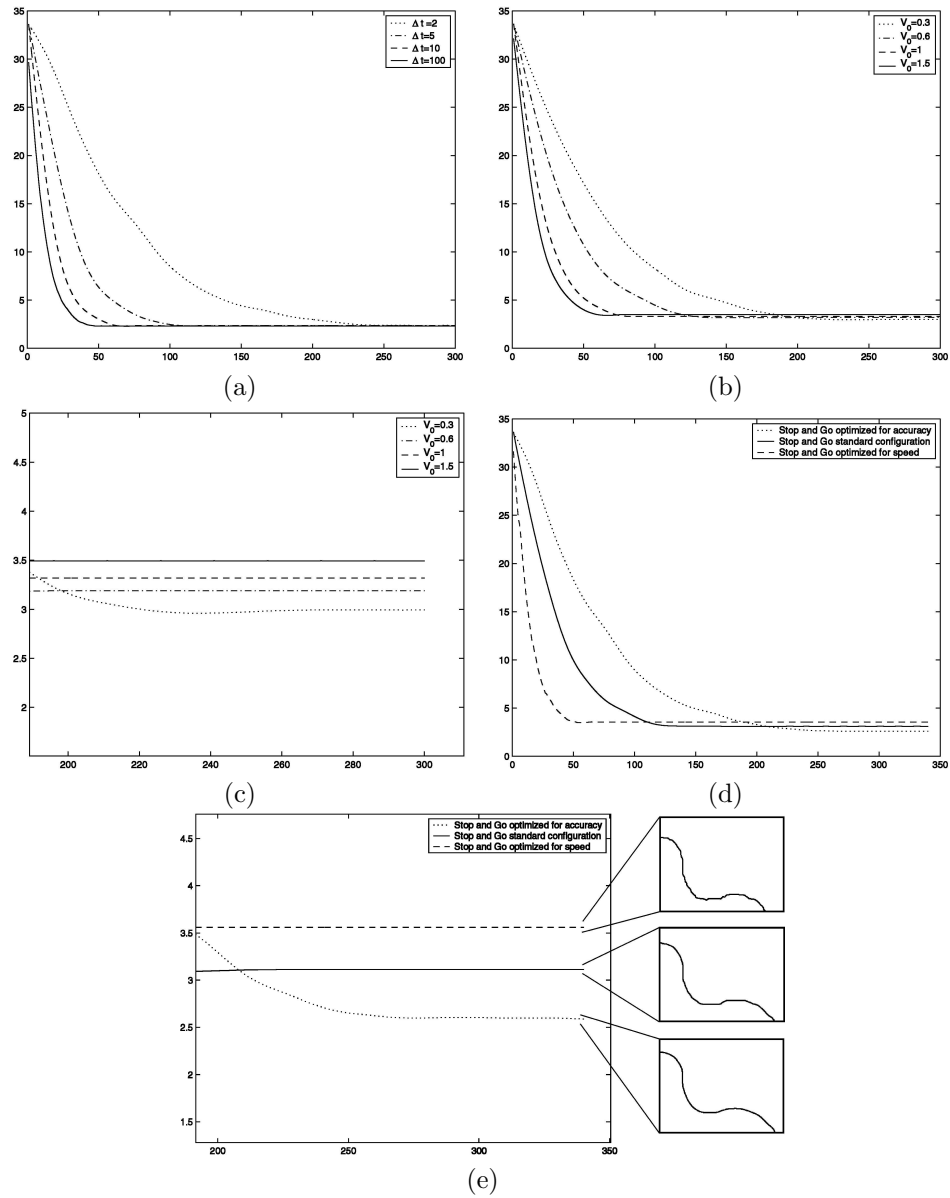 35
30
25
20
15
10
5
0
0 50 100 150 200 250 300
Δ t =2
Δ t=5
Δ t=10
Δ t=100
(a)
35
30
25
20
15
10
5
0
0 50 100 150 200 250 300
V0=0.3
V0=0.6
V0=1
V0=1.5
(b)
5
4.5
4
3.5
3
2.5
2
200 220 240 260 280 300
V0=0.3
V0=0.6
V0=1
V0=1.5
(c)
35
30
25
20
15
10
5
0
0 50 100 150 200 250 300 350
Stop and Go optimized for accuracy
Stop and Go standard configuration
Stop and Go optimized for speed
(d)
4.5
4
3.5
3
2.5
2
1.5
200 250 300 350
Stop and Go optimized for accuracy
Stop and Go standard configuration
Stop and Go optimized for speed
(e)